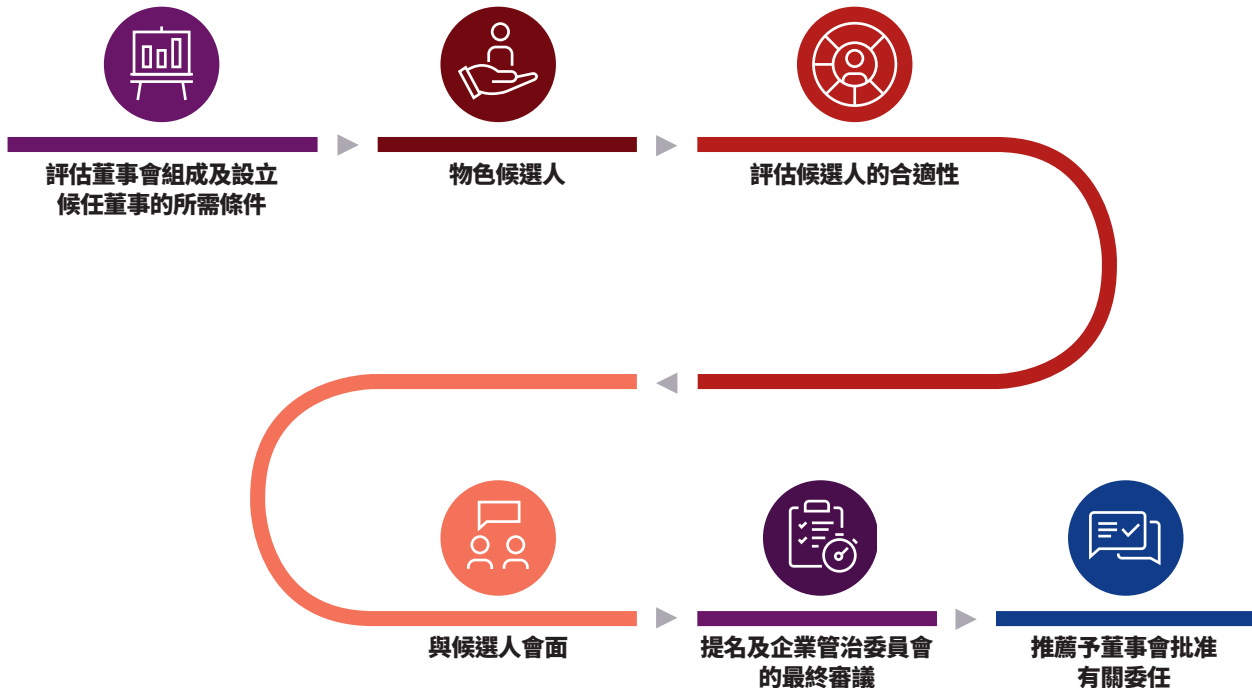 評估董事會組成及設立
候任董事的所需條件
物色候選人
評估候選人的合適性
與候選人會面
提名及企業管治委員會
的最終審議
推薦予董事會批准
有關委任